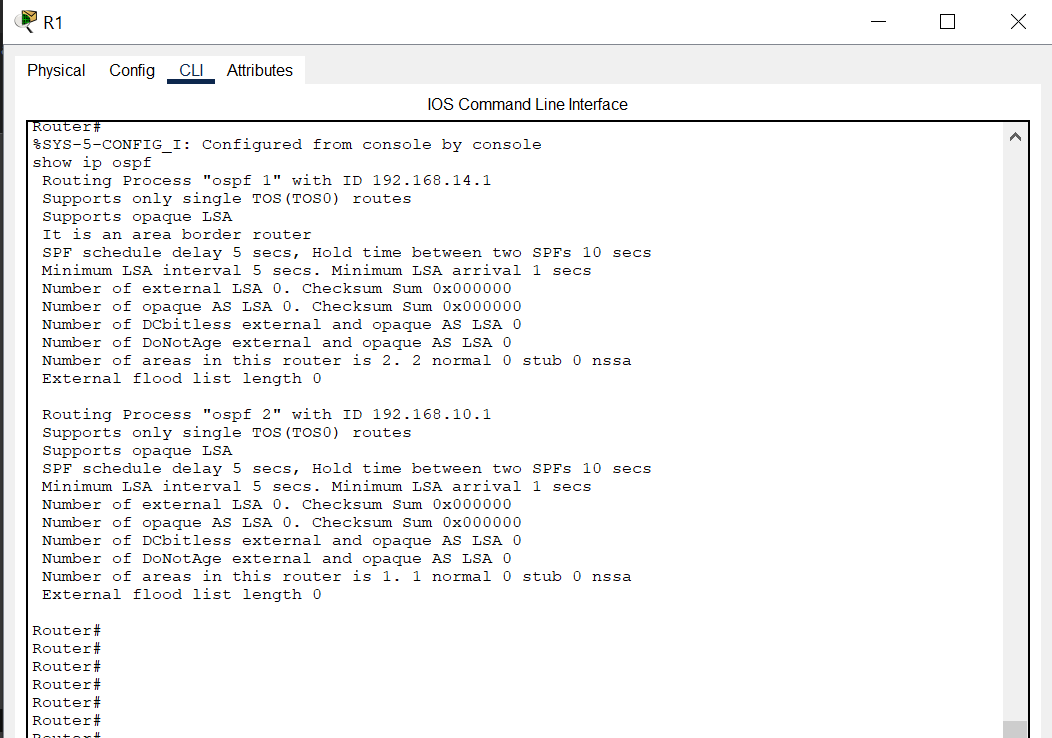 R1
Physical Config CLI Attributes
IOS Command Line Interface
Router#
%SYS-5-CONFIG_I: Configured from console by console
show ip ospf
Routing Process "ospf 1" with ID 192.168.14.1
Supports only single TOS(TOS0) routes
Supports opaque LSA
It is an area border router
SPF schedule delay 5 secs, Hold time between two SPFs 10 secs
Minimum LSA interval 5 secs. Minimum LSA arrival 1 secs
Number of external LSA 0. Checksum Sum 0x000000
Number of opaque AS LSA 0. Checksum Sum 0x000000
Number of DCbitless external and opaque AS LSA 0
Number of DoNotAge external and opaque AS LSA 0
Number of areas in this router is 2. 2 normal 0 stub 0 nssa
External flood list length 0
Routing Process "ospf 2" with ID 192.168.10.1
Supports only single TOS(TOS0) routes
Supports opaque LSA
SPF schedule delay 5 secs, Hold time between two SPFs 10 secs
Minimum LSA interval 5 secs. Minimum LSA arrival 1 secs
Number of external LSA 0. Checksum Sum 0x000000
Number of opaque AS LSA 0. Checksum Sum 0x000000
Number of DCbitless external and opaque AS LSA 0
Number of DoNotAge external and opaque AS LSA 0
Number of areas in this router is 1. 1 normal 0 stub 0 nssa
External flood list length 0
Router#
Router#
Router#
Router#
Router#
Router#
Router#